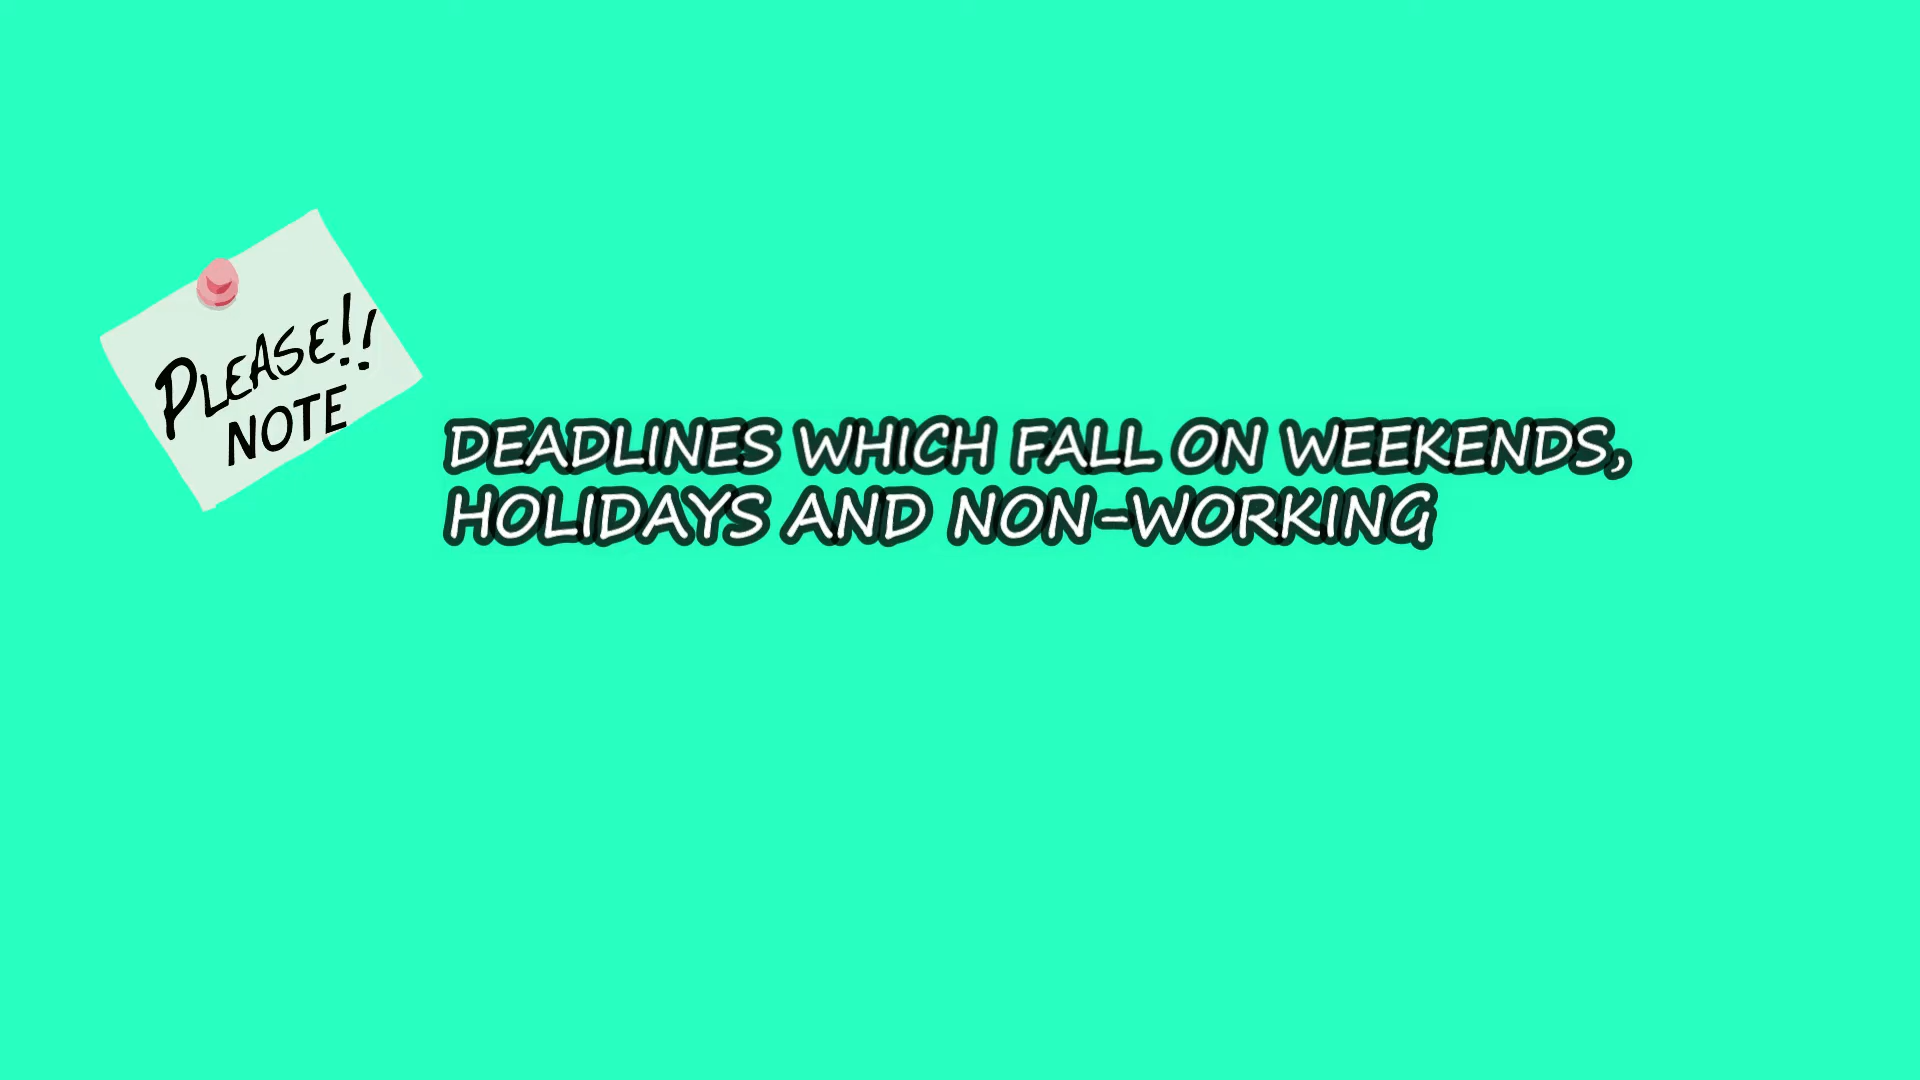 PLEASE!!
NOTE
DEADLINES WHICH FALL ON WEEKENDS,
HOLIDAYS AND NON-WORKING